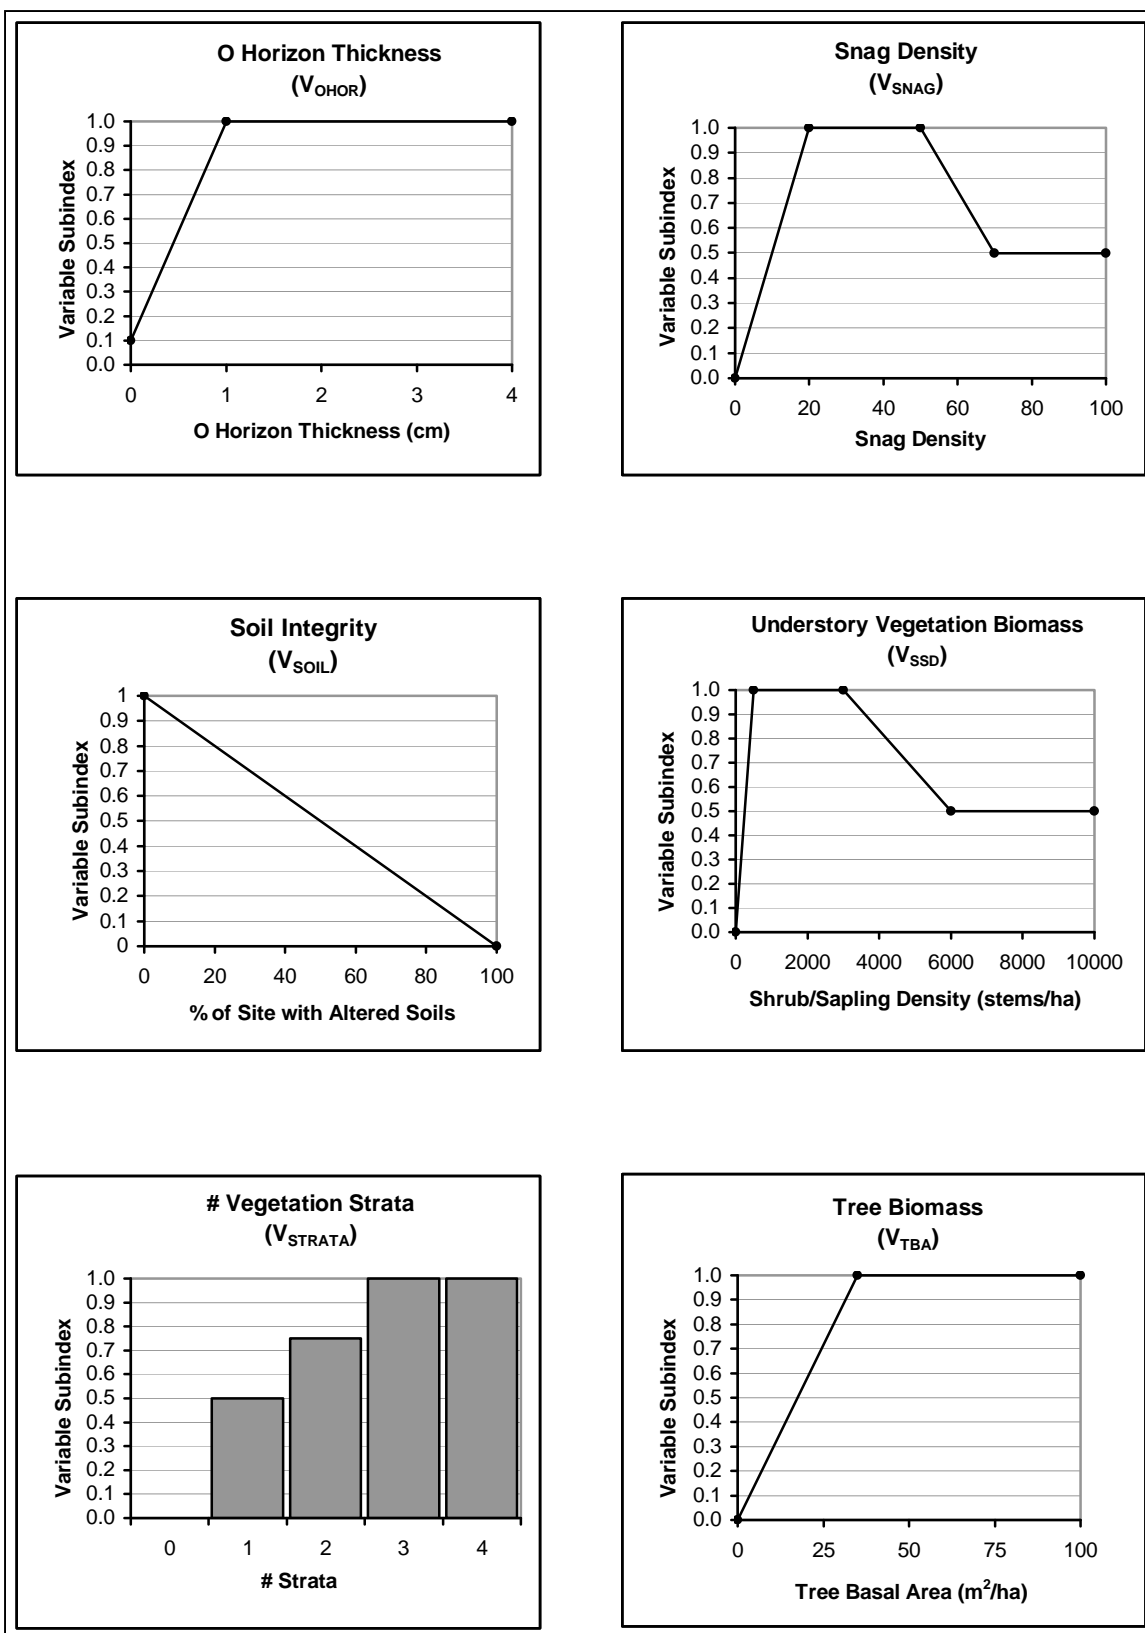 O Horizon Thickness
(V_OHOR)
Variable Subindex
1.0
0.9
0.8
0.7
0.6
0.5
0.4
0.3
0.2
0.1
0.0
0 1 2 3 4
O Horizon Thickness (cm)
Snag Density
(V_SNAG)
Variable Subindex
1.0
0.9
0.8
0.7
0.6
0.5
0.4
0.3
0.2
0.1
0.0
0 20 40 60 80 100
Snag Density
Soil Integrity
(V_SOIL)
Variable Subindex
1
0.9
0.8
0.7
0.6
0.5
0.4
0.3
0.2
0.1
0
0 20 40 60 80 100
% of Site with Altered Soils
Understory Vegetation Biomass
(V_SSD)
Variable Subindex
1.0
0.9
0.8
0.7
0.6
0.5
0.4
0.3
0.2
0.1
0.0
0 2000 4000 6000 8000 10000
Shrub/Sapling Density (stems/ha)
# Vegetation Strata
(V_STRATA)
Variable Subindex
1.0
0.9
0.8
0.7
0.6
0.5
0.4
0.3
0.2
0.1
0.0
0 1 2 3 4
# Strata
Tree Biomass
(V_TBA)
Variable Subindex
1.0
0.9
0.8
0.7
0.6
0.5
0.4
0.3
0.2
0.1
0.0
0 25 50 75 100
Tree Basal Area (m²/ha)